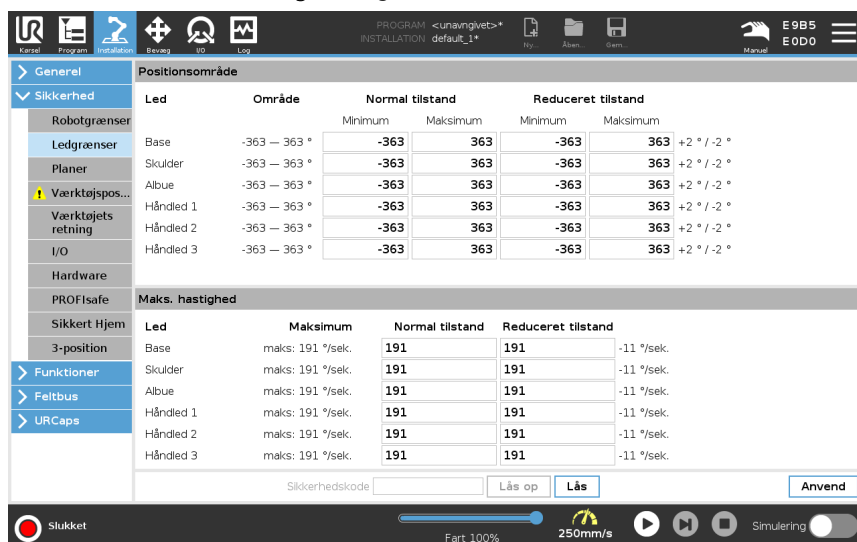 UR
PROGRAM <unavngivet>*
INSTALLATION default_1*
Kørsel Program Installation Bevæg I/O Log Ny... Åben... Gem... Manuel
E9B5
E0D0
Generel
Sikkerhed
Robotgrænser
Ledgrænser
Planer
Værktøjspos...
Værktøjets
retning
I/O
Hardware
PROFIsafe
Sikkert Hjem
3-position
Funktioner
Feltbus
URCaps
Positionsområde
Led Område Normal tilstand Reduceret tilstand
Minimum Maksimum Minimum Maksimum
Base -363 — 363 ° -363 363 -363 363 +2 ° / -2 °
Skulder -363 — 363 ° -363 363 -363 363 +2 ° / -2 °
Albue -363 — 363 ° -363 363 -363 363 +2 ° / -2 °
Håndled 1 -363 — 363 ° -363 363 -363 363 +2 ° / -2 °
Håndled 2 -363 — 363 ° -363 363 -363 363 +2 ° / -2 °
Håndled 3 -363 — 363 ° -363 363 -363 363 +2 ° / -2 °
Maks. hastighed
Led Maksimum Normal tilstand Reduceret tilstand
Base maks: 191 °/sek. 191 191 -11 °/sek.
Skulder maks: 191 °/sek. 191 191 -11 °/sek.
Albue maks: 191 °/sek. 191 191 -11 °/sek.
Håndled 1 maks: 191 °/sek. 191 191 -11 °/sek.
Håndled 2 maks: 191 °/sek. 191 191 -11 °/sek.
Håndled 3 maks: 191 °/sek. 191 191 -11 °/sek.
Sikkerhedskode Lås op Lås Anvend
Slukket Fart 100% 250mm/s Simulering